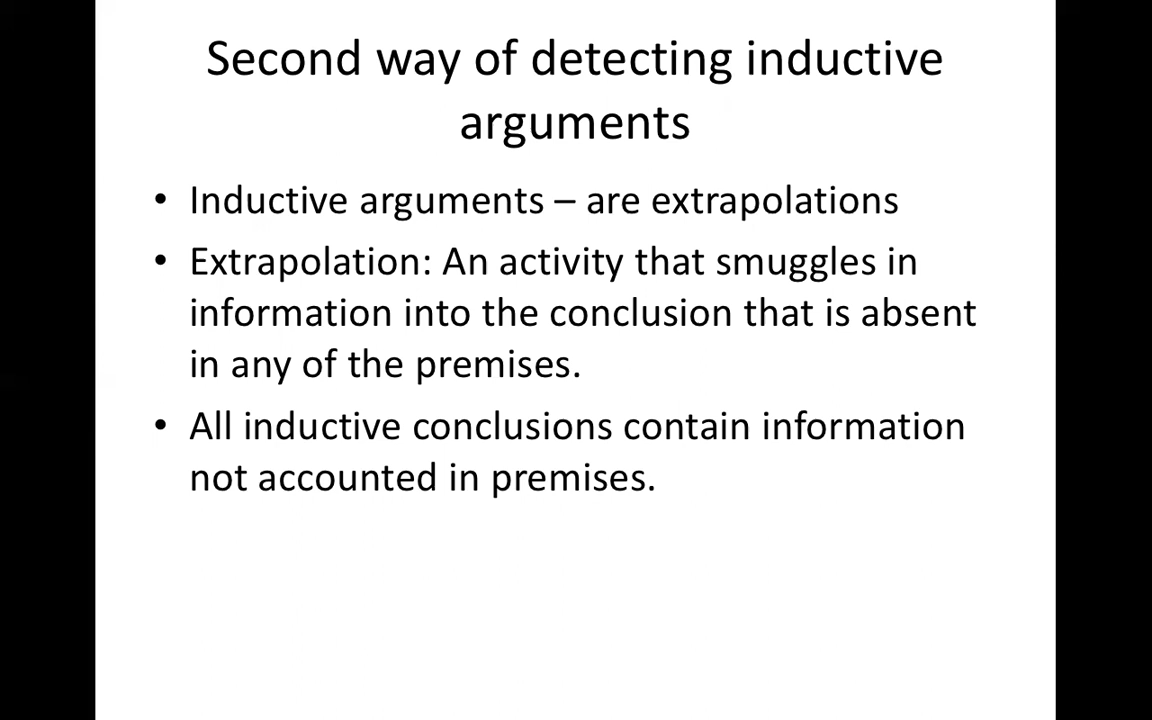 Second way of detecting inductive
arguments
• Inductive arguments – are extrapolations
• Extrapolation: An activity that smuggles in
information into the conclusion that is absent
in any of the premises.
• All inductive conclusions contain information
not accounted in premises.